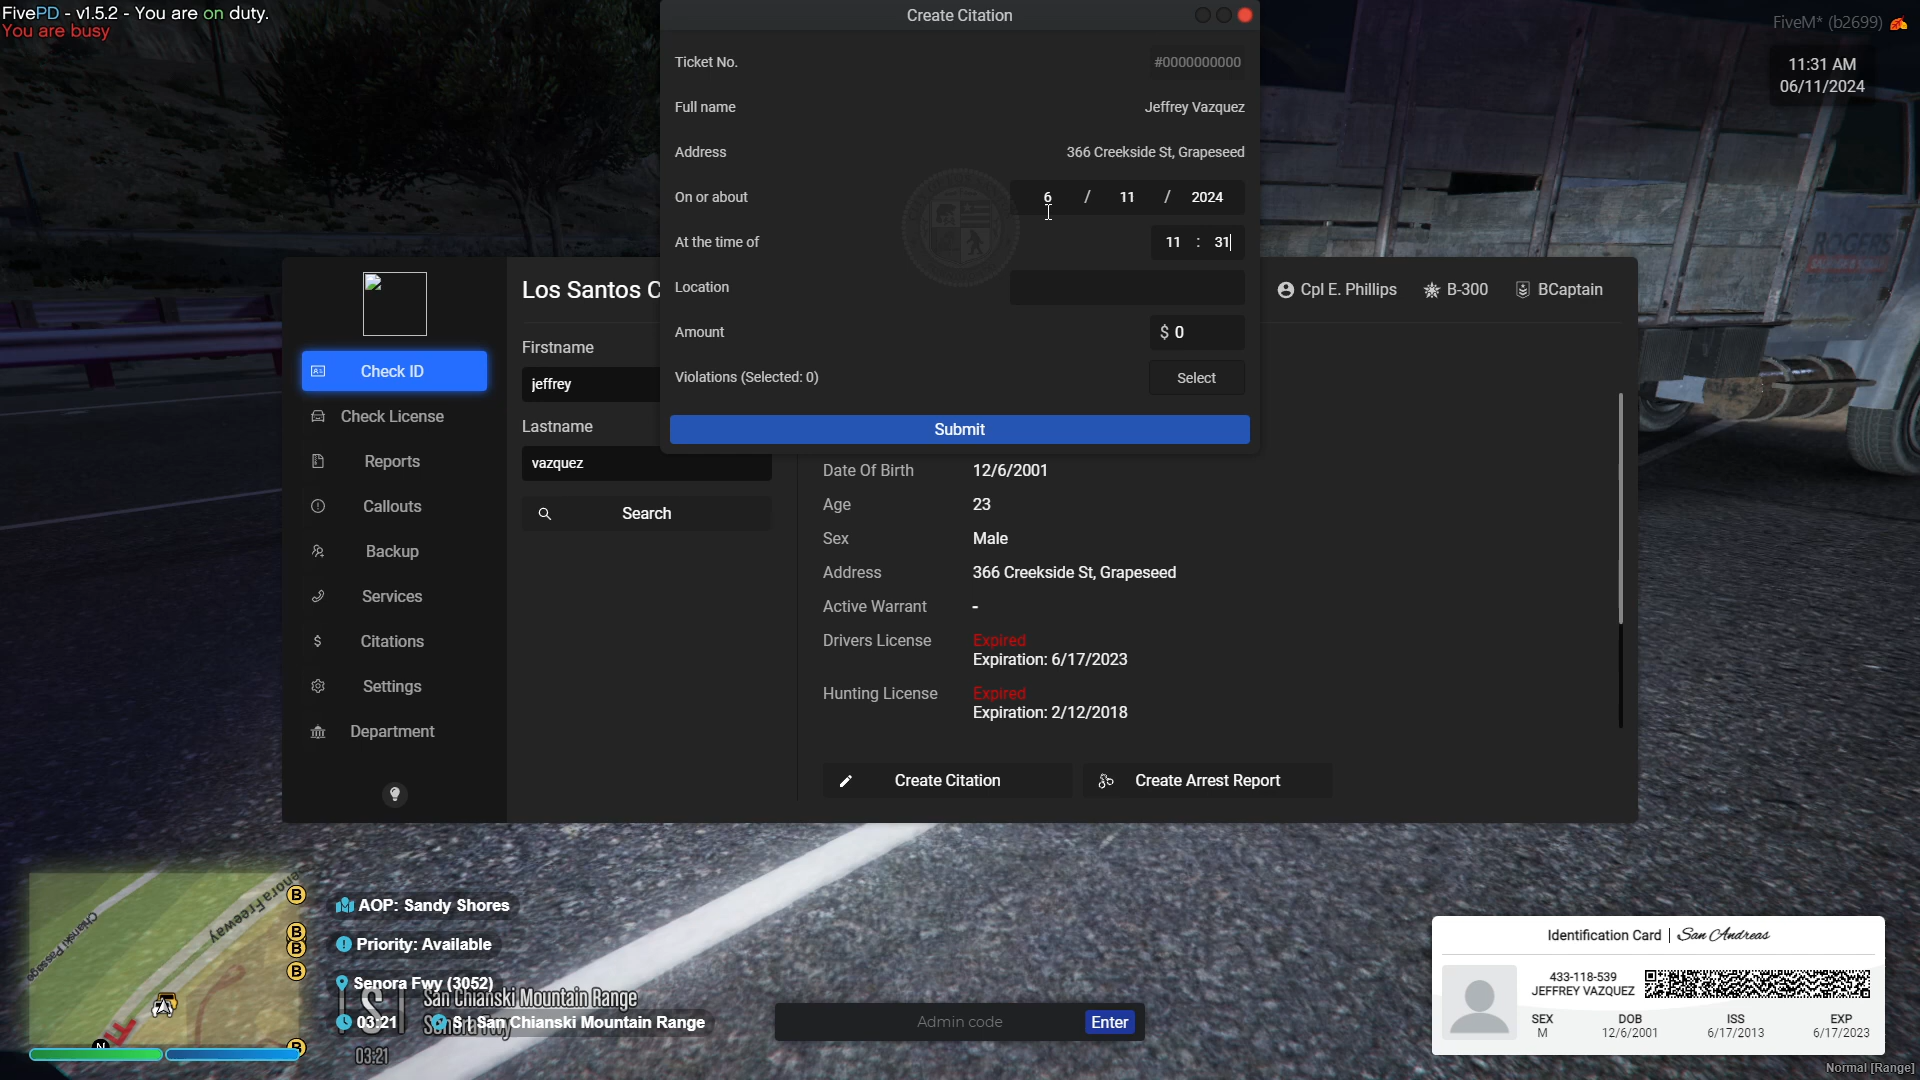 FivePD - v1.5.2 - You are on duty.
You are busy
Create Citation
FiveM* (b2699)
11:31 AM
06/11/2024
Ticket No.
#0000000000
Full name
Jeffrey Vazquez
Address
366 Creekside St, Grapeseed
On or about
6 / 11 / 2024
At the time of
11 : 31
Location
Amount
$ 0
Violations (Selected: 0)
Select
Submit
Los Santos C
Cpl E. Phillips
B-300
BCaptain
Check ID
Check License
Reports
Callouts
Backup
Services
Citations
Settings
Department
Firstname
jeffrey
Lastname
vazquez
Search
Date Of Birth
12/6/2001
Age
23
Sex
Male
Address
366 Creekside St, Grapeseed
Active Warrant
-
Drivers License
Expired
Expiration: 6/17/2023
Hunting License
Expired
Expiration: 2/12/2018
Create Citation
Create Arrest Report
Chianski Passage
enora Freeway
N
B
B
B
B
B
AOP: Sandy Shores
Priority: Available
Senora Fwy (3052)
San Chianski Mountain Range
| S |
Senora Fwy
03:21
S | San Chianski Mountain Range
03:21
Admin code
Enter
Identification Card | San Andreas
433-118-539
JEFFREY VAZQUEZ
SEX
M
DOB
12/6/2001
ISS
6/17/2013
EXP
6/17/2023
Normal [Range]